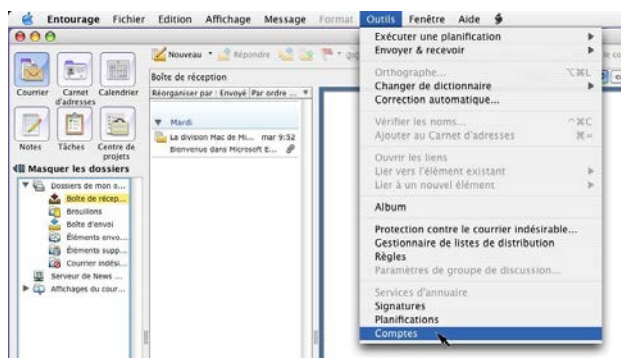 Entourage Fichier Edition Affichage Message Format Outils Fenêtre Aide
Nouveau Répondre
Courrier Carnet d'adresses Calendrier
Notes Tâches Centre de projets
Masquer les dossiers
Dossiers de mon o...
Boîte de récep...
Brouillons
Boîte d'envoi
Éléments envo...
Éléments supp...
Courrier indési...
Serveur de News ...
Affichages du cour...
Boîte de réception
Réorganiser par : Envoyé Par ordre ...
Mardi
La division Mac de Mi... mar 9:52
Bienvenue dans Microsoft E...
Exécuter une planification
Envoyer & recevoir
Orthographe... ⌥⌘L
Changer de dictionnaire
Correction automatique...
Vérifier les noms... ^⌘C
Ajouter au Carnet d'adresses ⌘=
Ouvrir les liens
Lier vers l'élément existant
Lier à un nouvel élément
Album
Protection contre le courrier indésirable...
Gestionnaire de listes de distribution
Règles
Paramètres de groupe de discussion...
Services d'annuaire
Signatures
Planifications
Comptes